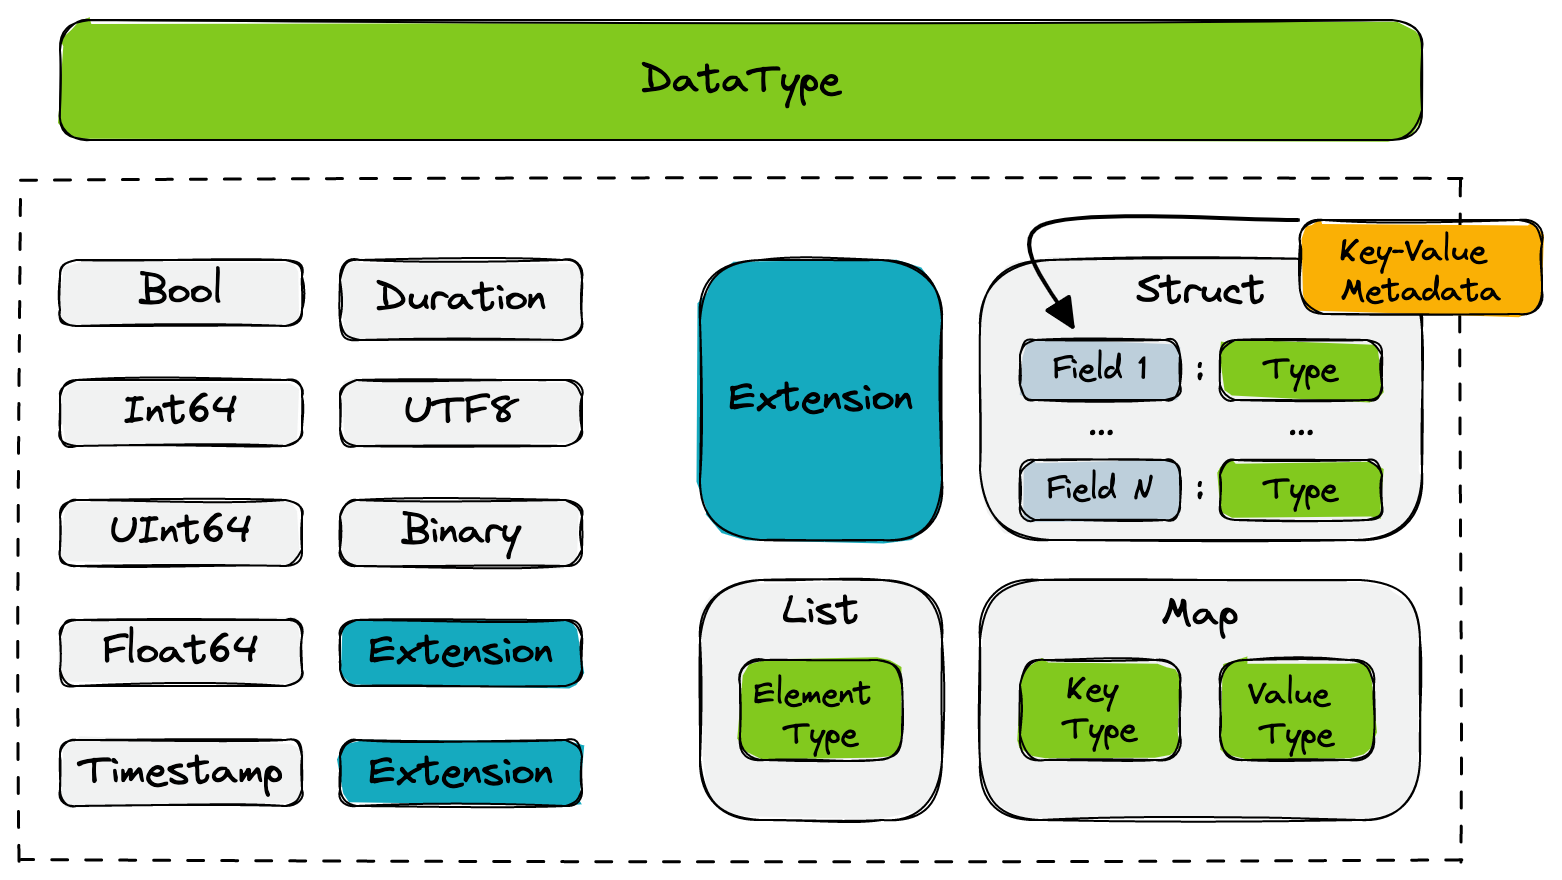 DataType
Bool
Duration
Int64
UTF8
UInt64
Binary
Float64
Extension
Timestamp
Extension
Extension
Struct
Key-Value
Metadata
Field 1 : Type
... ...
Field N : Type
List
Element
Type
Map
Key
Type
Value
Type